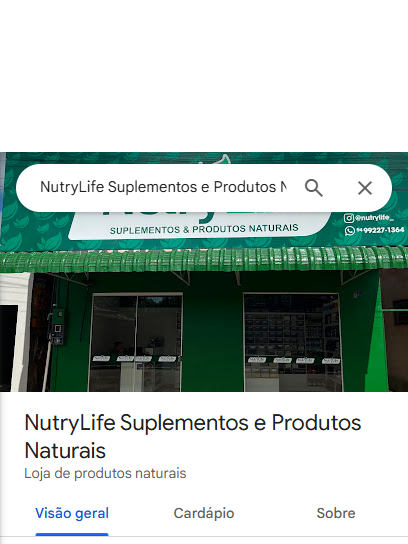 NutryLife Suplementos e Produtos N
SUPLEMENTOS & PRODUTOS NATURAIS
@nutrylife_
94 99227-1364
NutryLife Suplementos e Produtos
Naturais
Loja de produtos naturais
Visão geral
Cardápio
Sobre